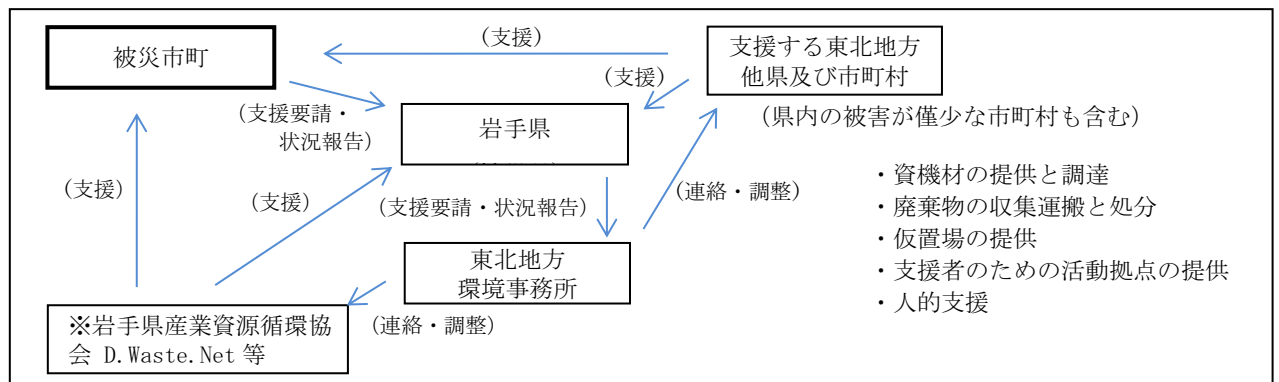 (支援)
被災市町
支援する東北地方
他県及び市町村
(支援)
(支援要請・
状況報告)
岩手県
(県内の被害が僅少な市町村も含む)
(支援)
(支援)
(支援要請・状況報告)
(連絡・調整)
・資機材の提供と調達
・廃棄物の収集運搬と処分
・仮置場の提供
・支援者のための活動拠点の提供
・人的支援
東北地方
環境事務所
※岩手県産業資源循環協
会 D.Waste.Net 等
(連絡・調整)